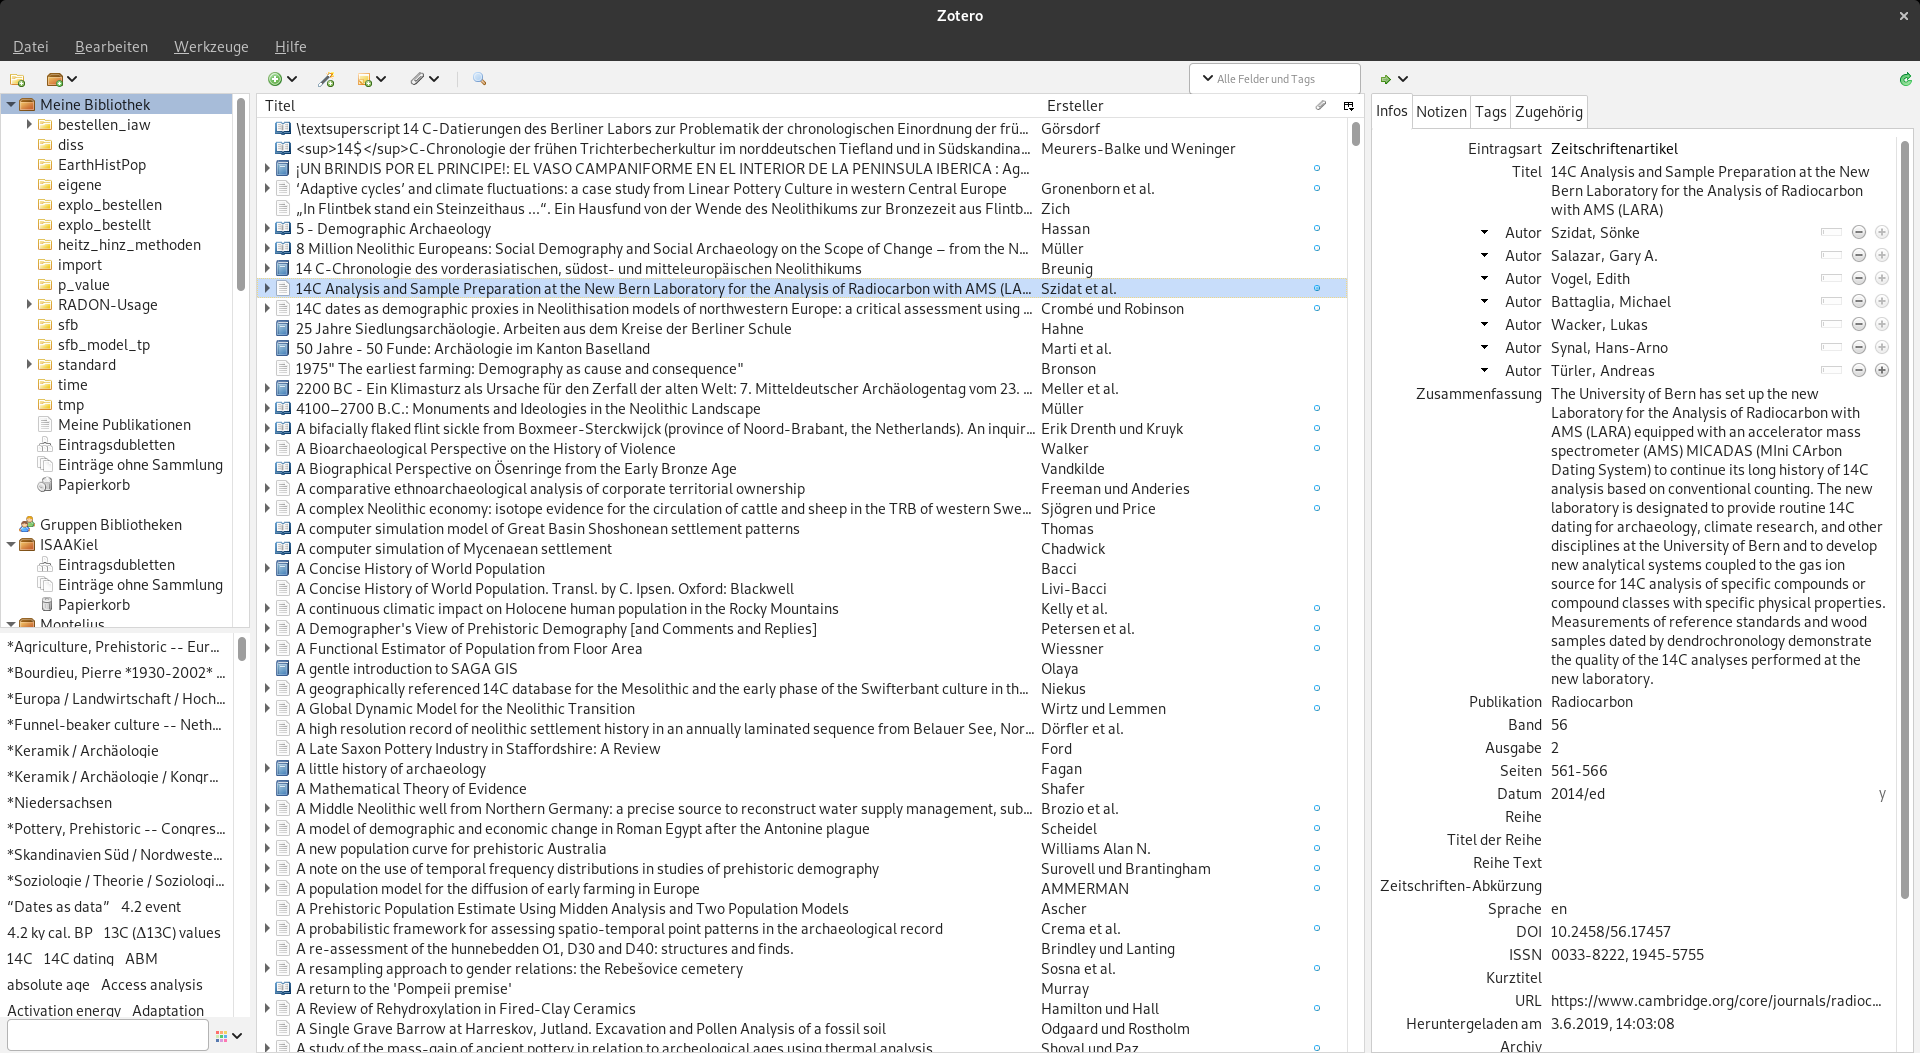 Zotero
Datei Bearbeiten Werkzeuge Hilfe
Alle Felder und Tags
Meine Bibliothek
bestellen_iaw
diss
EarthHistPop
eigene
explo_bestellen
explo_bestellt
heitz_hinz_methoden
import
p_value
RADON-Usage
sfb
sfb_model_tp
standard
time
tmp
Meine Publikationen
Eintragsdubletten
Einträge ohne Sammlung
Papierkorb
Gruppen Bibliotheken
ISAAKiel
Eintragsdubletten
Einträge ohne Sammlung
Papierkorb
Montelius
*Agriculture, Prehistoric -- Eur...
*Bourdieu, Pierre *1930-2002* ...
*Europa / Landwirtschaft / Hoch...
*Funnel-beaker culture -- Neth...
*Keramik / Archäologie
*Keramik / Archäologie / Kongr...
*Niedersachsen
*Pottery, Prehistoric -- Congres...
*Skandinavien Süd / Nordweste...
*Soziologie / Theorie / Soziologi...
“Dates as data” 4.2 event
4.2 ky cal. BP 13C (Δ13C) values
14C 14C dating ABM
absolute age Access analysis
Activation energy Adaptation
Titel Ersteller
\textsuperscript 14 C-Datierungen des Berliner Labors zur Problematik der chronologischen Einordnung der frü... Görsdorf
<sup>14$</sup>C-Chronologie der frühen Trichterbecherkultur im norddeutschen Tiefland und in Südskandina... Meurers-Balke und Weninger
¡UN BRINDIS POR EL PRINCIPE!: EL VASO CAMPANIFORME EN EL INTERIOR DE LA PENINSULA IBERICA : Ag...
‘Adaptive cycles’ and climate fluctuations: a case study from Linear Pottery Culture in western Central Europe Gronenborn et al.
„In Flintbek stand ein Steinzeithaus ...“. Ein Hausfund von der Wende des Neolithikums zur Bronzezeit aus Flintb... Zich
5 - Demographic Archaeology Hassan
8 Million Neolithic Europeans: Social Demography and Social Archaeology on the Scope of Change – from the N... Müller
14 C-Chronologie des vorderasiatischen, südost- und mitteleuropäischen Neolithikums Breunig
14C Analysis and Sample Preparation at the New Bern Laboratory for the Analysis of Radiocarbon with AMS (LA... Szidat et al.
14C dates as demographic proxies in Neolithisation models of northwestern Europe: a critical assessment using ... Crombé und Robinson
25 Jahre Siedlungsarchäologie. Arbeiten aus dem Kreise der Berliner Schule Hahne
50 Jahre - 50 Funde: Archäologie im Kanton Baselland Marti et al.
1975" The earliest farming: Demography as cause and consequence" Bronson
2200 BC - Ein Klimasturz als Ursache für den Zerfall der alten Welt: 7. Mitteldeutscher Archäologentag vom 23. ... Meller et al.
4100–2700 B.C.: Monuments and Ideologies in the Neolithic Landscape Müller
A bifacially flaked flint sickle from Boxmeer-Sterckwijck (province of Noord-Brabant, the Netherlands). An inquir... Erik Drenth und Kruyk
A Bioarchaeological Perspective on the History of Violence Walker
A Biographical Perspective on Ösenringe from the Early Bronze Age Vandkilde
A comparative ethnoarchaeological analysis of corporate territorial ownership Freeman und Anderies
A complex Neolithic economy: isotope evidence for the circulation of cattle and sheep in the TRB of western Swe... Sjögren und Price
A computer simulation model of Great Basin Shoshonean settlement patterns Thomas
A computer simulation of Mycenaean settlement Chadwick
A Concise History of World Population Bacci
A Concise History of World Population. Transl. by C. Ipsen. Oxford: Blackwell Livi-Bacci
A continuous climatic impact on Holocene human population in the Rocky Mountains Kelly et al.
A Demographer's View of Prehistoric Demography [and Comments and Replies] Petersen et al.
A Functional Estimator of Population from Floor Area Wiessner
A gentle introduction to SAGA GIS Olaya
A geographically referenced 14C database for the Mesolithic and the early phase of the Swifterbant culture in th... Niekus
A Global Dynamic Model for the Neolithic Transition Wirtz und Lemmen
A high resolution record of neolithic settlement history in an annually laminated sequence from Belauer See, Nor... Dörfler et al.
A Late Saxon Pottery Industry in Staffordshire: A Review Ford
A little history of archaeology Fagan
A Mathematical Theory of Evidence Shafer
A Middle Neolithic well from Northern Germany: a precise source to reconstruct water supply management, sub... Brozio et al.
A model of demographic and economic change in Roman Egypt after the Antonine plague Scheidel
A new population curve for prehistoric Australia Williams Alan N.
A note on the use of temporal frequency distributions in studies of prehistoric demography Surovell und Brantingham
A population model for the diffusion of early farming in Europe AMMERMAN
A Prehistoric Population Estimate Using Midden Analysis and Two Population Models Ascher
A probabilistic framework for assessing spatio-temporal point patterns in the archaeological record Crema et al.
A re-assessment of the hunnebedden O1, D30 and D40: structures and finds. Brindley und Lanting
A resampling approach to gender relations: the Rebešovice cemetery Sosna et al.
A return to the 'Pompeii premise' Murray
A Review of Rehydroxylation in Fired-Clay Ceramics Hamilton und Hall
A Single Grave Barrow at Harreskov, Jutland. Excavation and Pollen Analysis of a fossil soil Odgaard und Rostholm
A study of the mass-gain of ancient pottery in relation to archeological ages using thermal analysis Shoval und Paz
Infos Notizen Tags Zugehörig
Eintragsart Zeitschriftenartikel
Titel 14C Analysis and Sample Preparation at the New
Bern Laboratory for the Analysis of Radiocarbon
with AMS (LARA)
Autor Szidat, Sönke
Autor Salazar, Gary A.
Autor Vogel, Edith
Autor Battaglia, Michael
Autor Wacker, Lukas
Autor Synal, Hans-Arno
Autor Türler, Andreas
Zusammenfassung The University of Bern has set up the new
Laboratory for the Analysis of Radiocarbon with
AMS (LARA) equipped with an accelerator mass
spectrometer (AMS) MICADAS (MIni CArbon
Dating System) to continue its long history of 14C
analysis based on conventional counting. The new
laboratory is designated to provide routine 14C
dating for archaeology, climate research, and other
disciplines at the University of Bern and to develop
new analytical systems coupled to the gas ion
source for 14C analysis of specific compounds or
compound classes with specific physical properties.
Measurements of reference standards and wood
samples dated by dendrochronology demonstrate
the quality of the 14C analyses performed at the
new laboratory.
Publikation Radiocarbon
Band 56
Ausgabe 2
Seiten 561-566
Datum 2014/ed y
Reihe
Titel der Reihe
Reihe Text
Zeitschriften-Abkürzung
Sprache en
DOI 10.2458/56.17457
ISSN 0033-8222, 1945-5755
Kurztitel
URL https://www.cambridge.org/core/journals/radioc...
Heruntergeladen am 3.6.2019, 14:03:08
Archiv